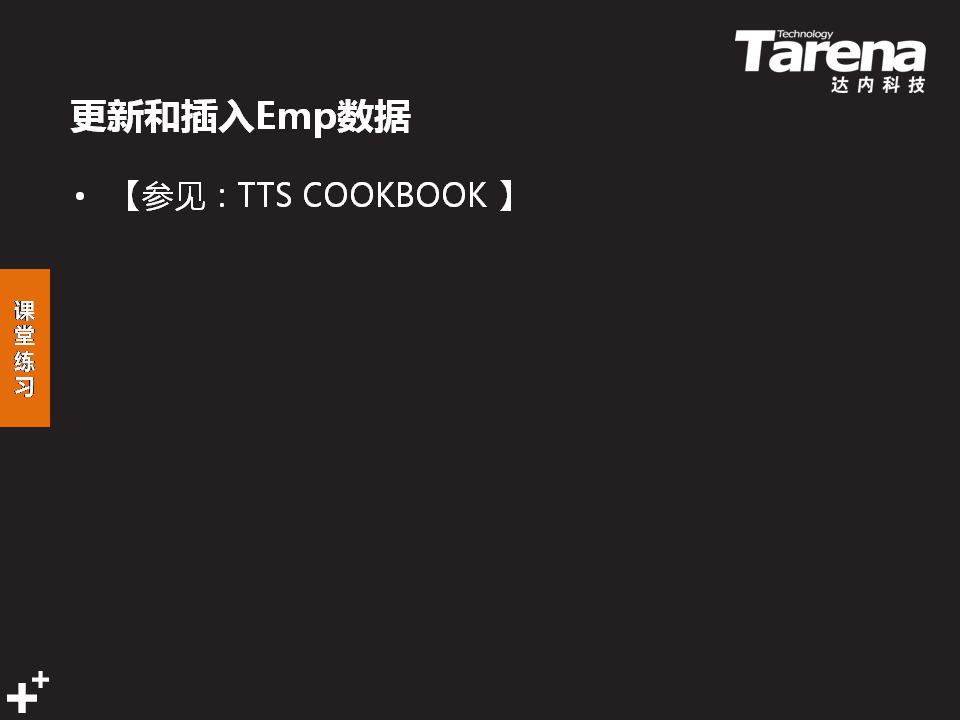 Technology
Tarena
达内科技
更新和插入Emp数据
• 【参见：TTS COOKBOOK 】
课
堂
练
习